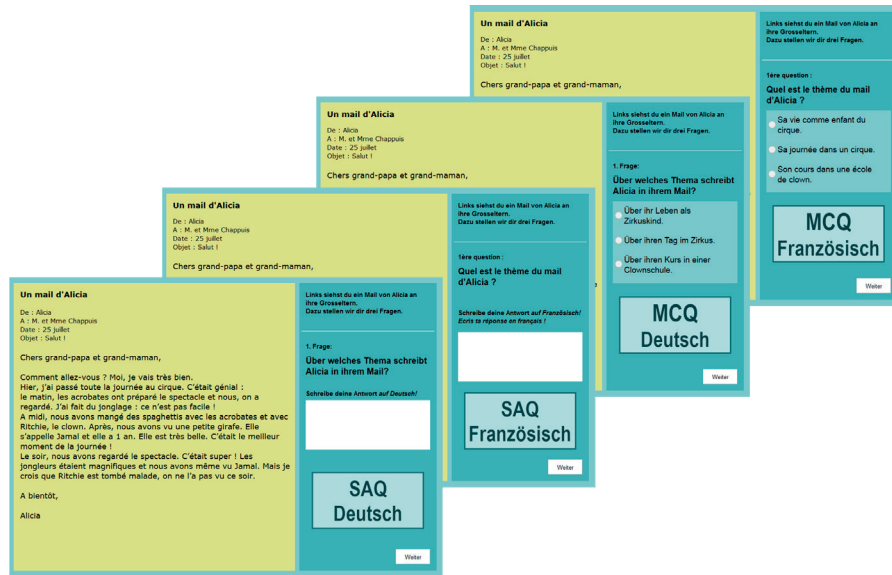 Un mail d'Alicia
De : Alicia
A : M. et Mme Chappuis
Date : 25 juillet
Objet : Salut !
Chers grand-papa et grand-maman,
Links siehst du ein Mail von Alicia an
ihre Grosseltern.
Dazu stellen wir dir drei Fragen.
1ère question :
Quel est le thème du mail
d'Alicia ?
Sa vie comme enfant du
cirque.
Sa journée dans un cirque.
Son cours dans une école
de clown.
MCQ
Französisch
Weiter
Un mail d'Alicia
De : Alicia
A : M. et Mme Chappuis
Date : 25 juillet
Objet : Salut !
Chers grand-papa et grand-maman,
Links siehst du ein Mail von Alicia an
ihre Grosseltern.
Dazu stellen wir dir drei Fragen.
1. Frage:
Über welches Thema schreibt
Alicia in ihrem Mail?
Über ihr Leben als
Zirkuskind.
Über ihren Tag im Zirkus.
Über ihren Kurs in einer
Clownschule.
MCQ
Deutsch
Weiter
Un mail d'Alicia
De : Alicia
A : M. et Mme Chappuis
Date : 25 juillet
Objet : Salut !
Chers grand-papa et grand-maman,
Links siehst du ein Mail von Alicia an
ihre Grosseltern.
Dazu stellen wir dir drei Fragen.
1ère question :
Quel est le thème du mail
d'Alicia ?
Schreibe deine Antwort auf Französisch!
Ecris ta réponse en français !
SAQ
Französisch
Weiter
Un mail d'Alicia
De : Alicia
A : M. et Mme Chappuis
Date : 25 juillet
Objet : Salut !
Chers grand-papa et grand-maman,
Comment allez-vous ? Moi, je vais très bien.
Hier, j'ai passé toute la journée au cirque. C'était génial :
le matin, les acrobates ont préparé le spectacle et nous, on a
regardé. J'ai fait du jonglage : ce n'est pas facile !
A midi, nous avons mangé des spaghettis avec les acrobates et avec
Ritchie, le clown. Après, nous avons vu une petite girafe. Elle
s'appelle Jamal et elle a 1 an. Elle est très belle. C'était le meilleur
moment de la journée !
Le soir, nous avons regardé le spectacle. C'était super ! Les
jongleurs étaient magnifiques et nous avons même vu Jamal. Mais je
crois que Ritchie est tombé malade, on ne l'a pas vu ce soir.
A bientôt,
Alicia
Links siehst du ein Mail von Alicia an
ihre Grosseltern.
Dazu stellen wir dir drei Fragen.
1. Frage:
Über welches Thema schreibt
Alicia in ihrem Mail?
Schreibe deine Antwort auf Deutsch!
SAQ
Deutsch
Weiter